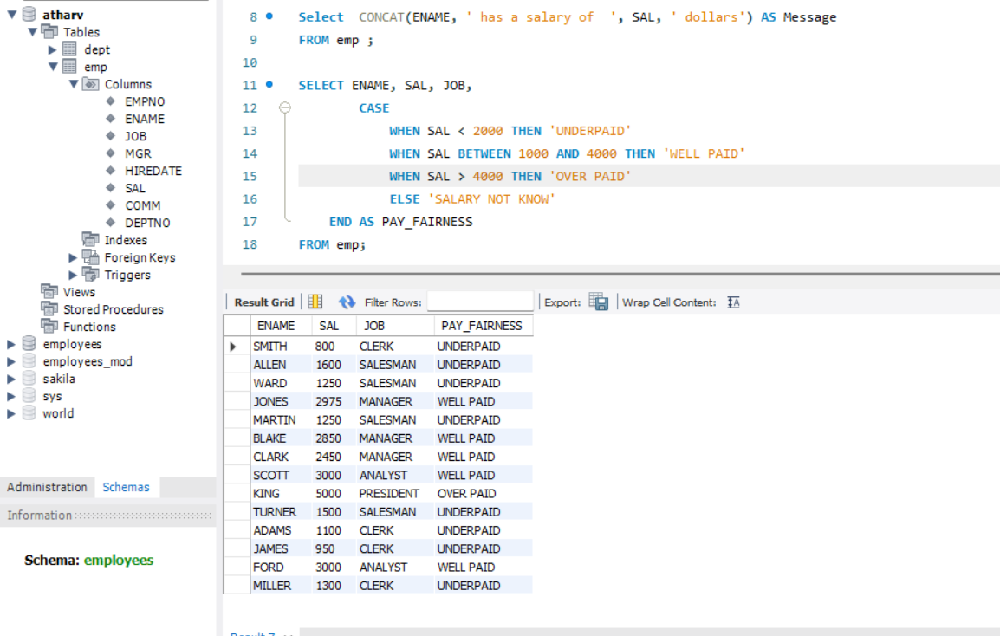 atharv
Tables
dept
emp
Columns
EMPNO
ENAME
JOB
MGR
HIREDATE
SAL
COMM
DEPTNO
Indexes
Foreign Keys
Triggers
Views
Stored Procedures
Functions
employees
employees_mod
sakila
sys
world
Administration Schemas
Information
Schema: employees
8 Select CONCAT(ENAME, ' has a salary of  ', SAL, ' dollars') AS Message
9 FROM emp ;
10
11 SELECT ENAME, SAL, JOB,
12 CASE
13 WHEN SAL < 2000 THEN 'UNDERPAID'
14 WHEN SAL BETWEEN 1000 AND 4000 THEN 'WELL PAID'
15 WHEN SAL > 4000 THEN 'OVER PAID'
16 ELSE 'SALARY NOT KNOW'
17 END AS PAY_FAIRNESS
18 FROM emp;
Result Grid Filter Rows: Export: Wrap Cell Content:
ENAME SAL JOB PAY_FAIRNESS
SMITH 800 CLERK UNDERPAID
ALLEN 1600 SALESMAN UNDERPAID
WARD 1250 SALESMAN UNDERPAID
JONES 2975 MANAGER WELL PAID
MARTIN 1250 SALESMAN UNDERPAID
BLAKE 2850 MANAGER WELL PAID
CLARK 2450 MANAGER WELL PAID
SCOTT 3000 ANALYST WELL PAID
KING 5000 PRESIDENT OVER PAID
TURNER 1500 SALESMAN UNDERPAID
ADAMS 1100 CLERK UNDERPAID
JAMES 950 CLERK UNDERPAID
FORD 3000 ANALYST WELL PAID
MILLER 1300 CLERK UNDERPAID